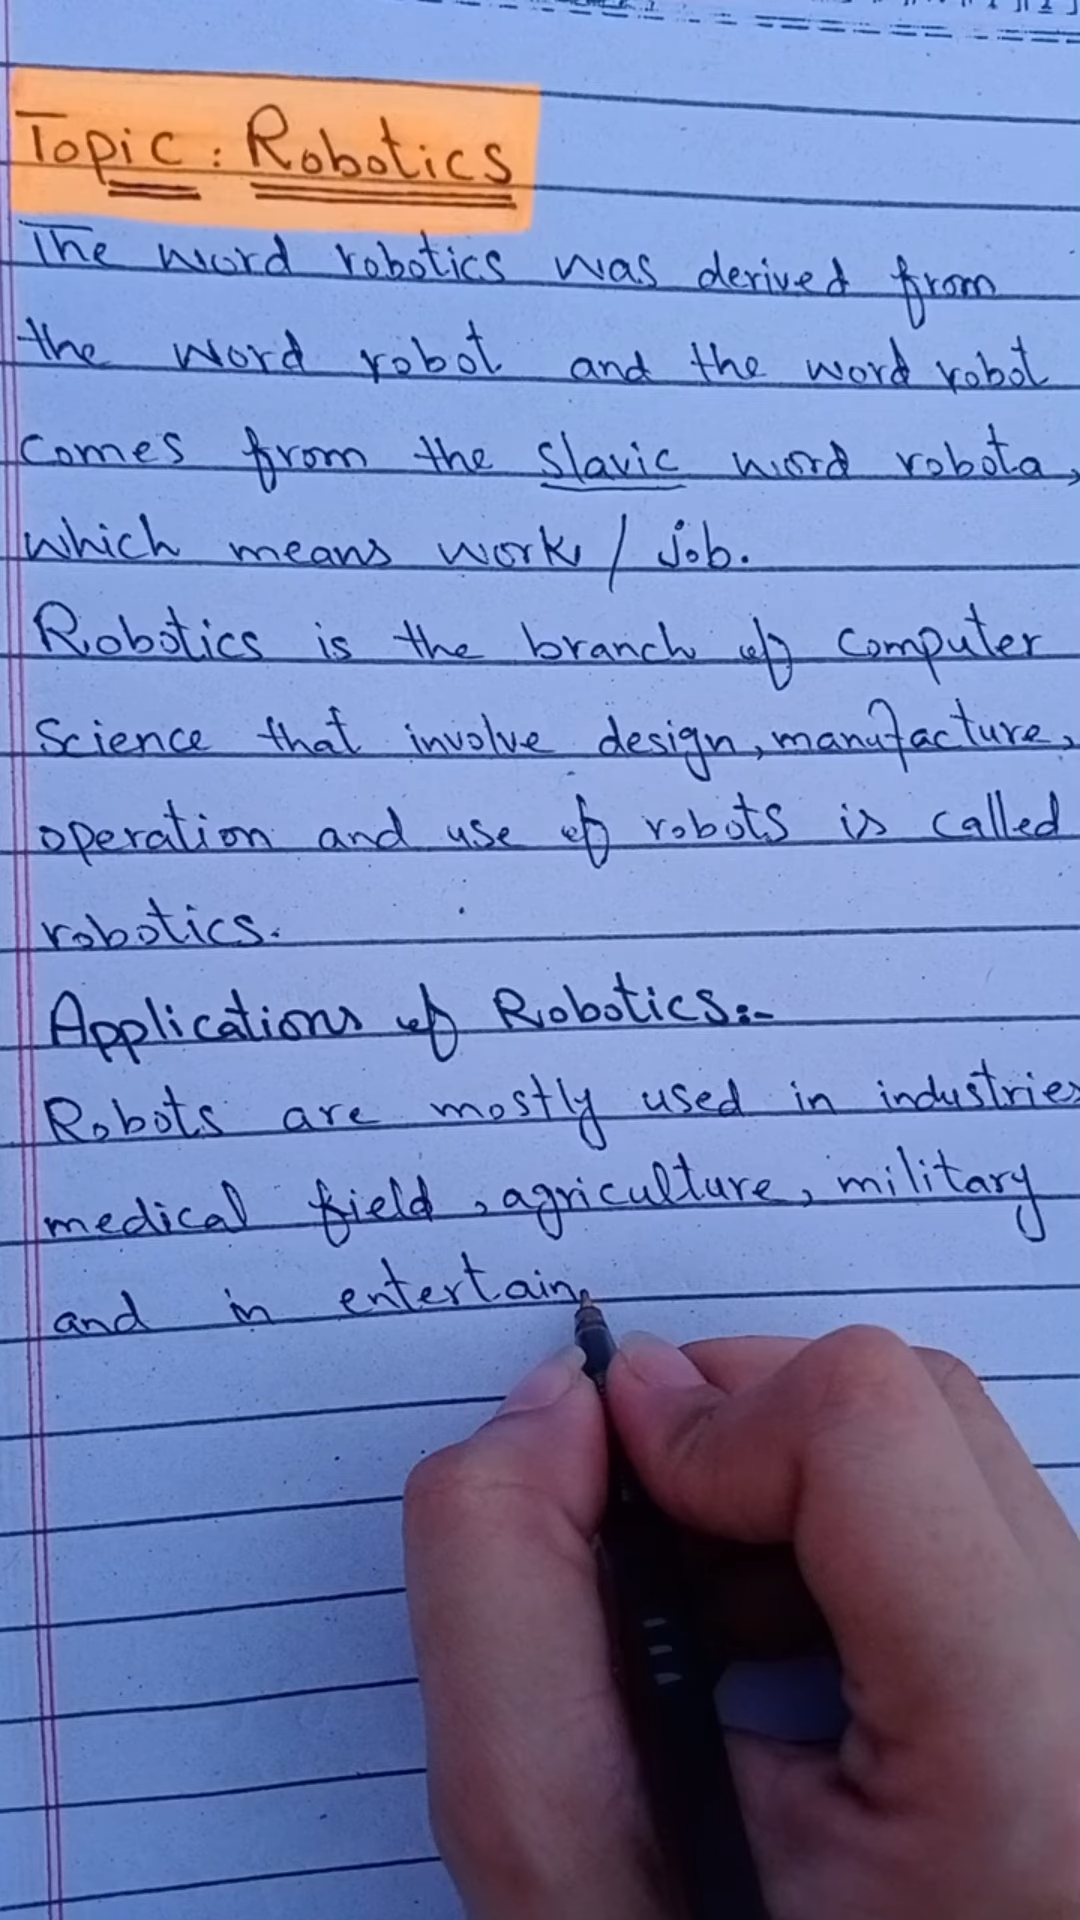 Topic : Robotics
The word robotics was derived from
the word robot and the word robot
comes from the Slavic word robota,
which means work / job.
Robotics is the branch of computer
Science that involve design, manufacture,
operation and use of robots is called
robotics.
Applications of Robotics:-
Robots are mostly used in industries
medical field, agriculture, military
and in entertain